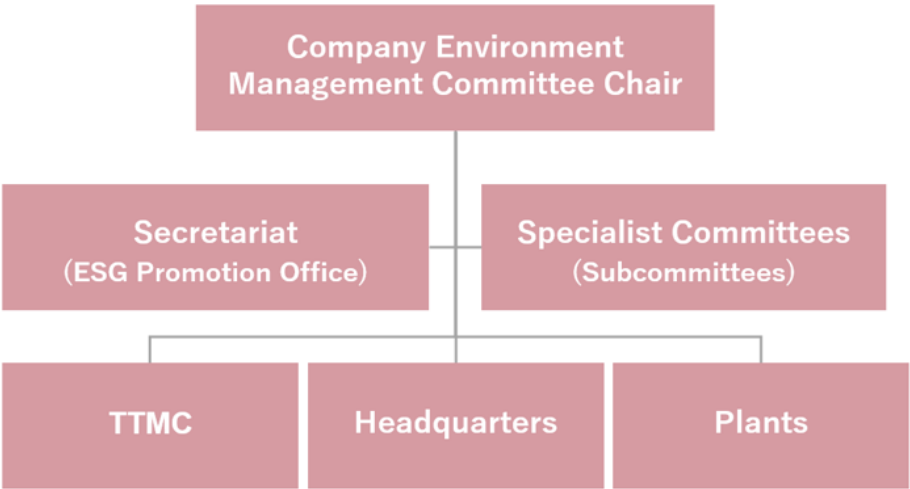 Company Environment
Management Committee Chair
Secretariat
(ESG Promotion Office)
Specialist Committees
(Subcommittees)
TTMC
Headquarters
Plants